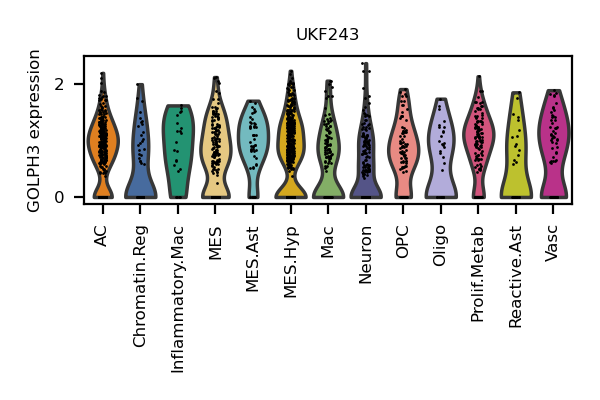 UKF243
GOLPH3 expression
2
0
AC
Chromatin.Reg
Inflammatory.Mac
MES
MES.Ast
MES.Hyp
Mac
Neuron
OPC
Oligo
Prolif.Metab
Reactive.Ast
Vasc